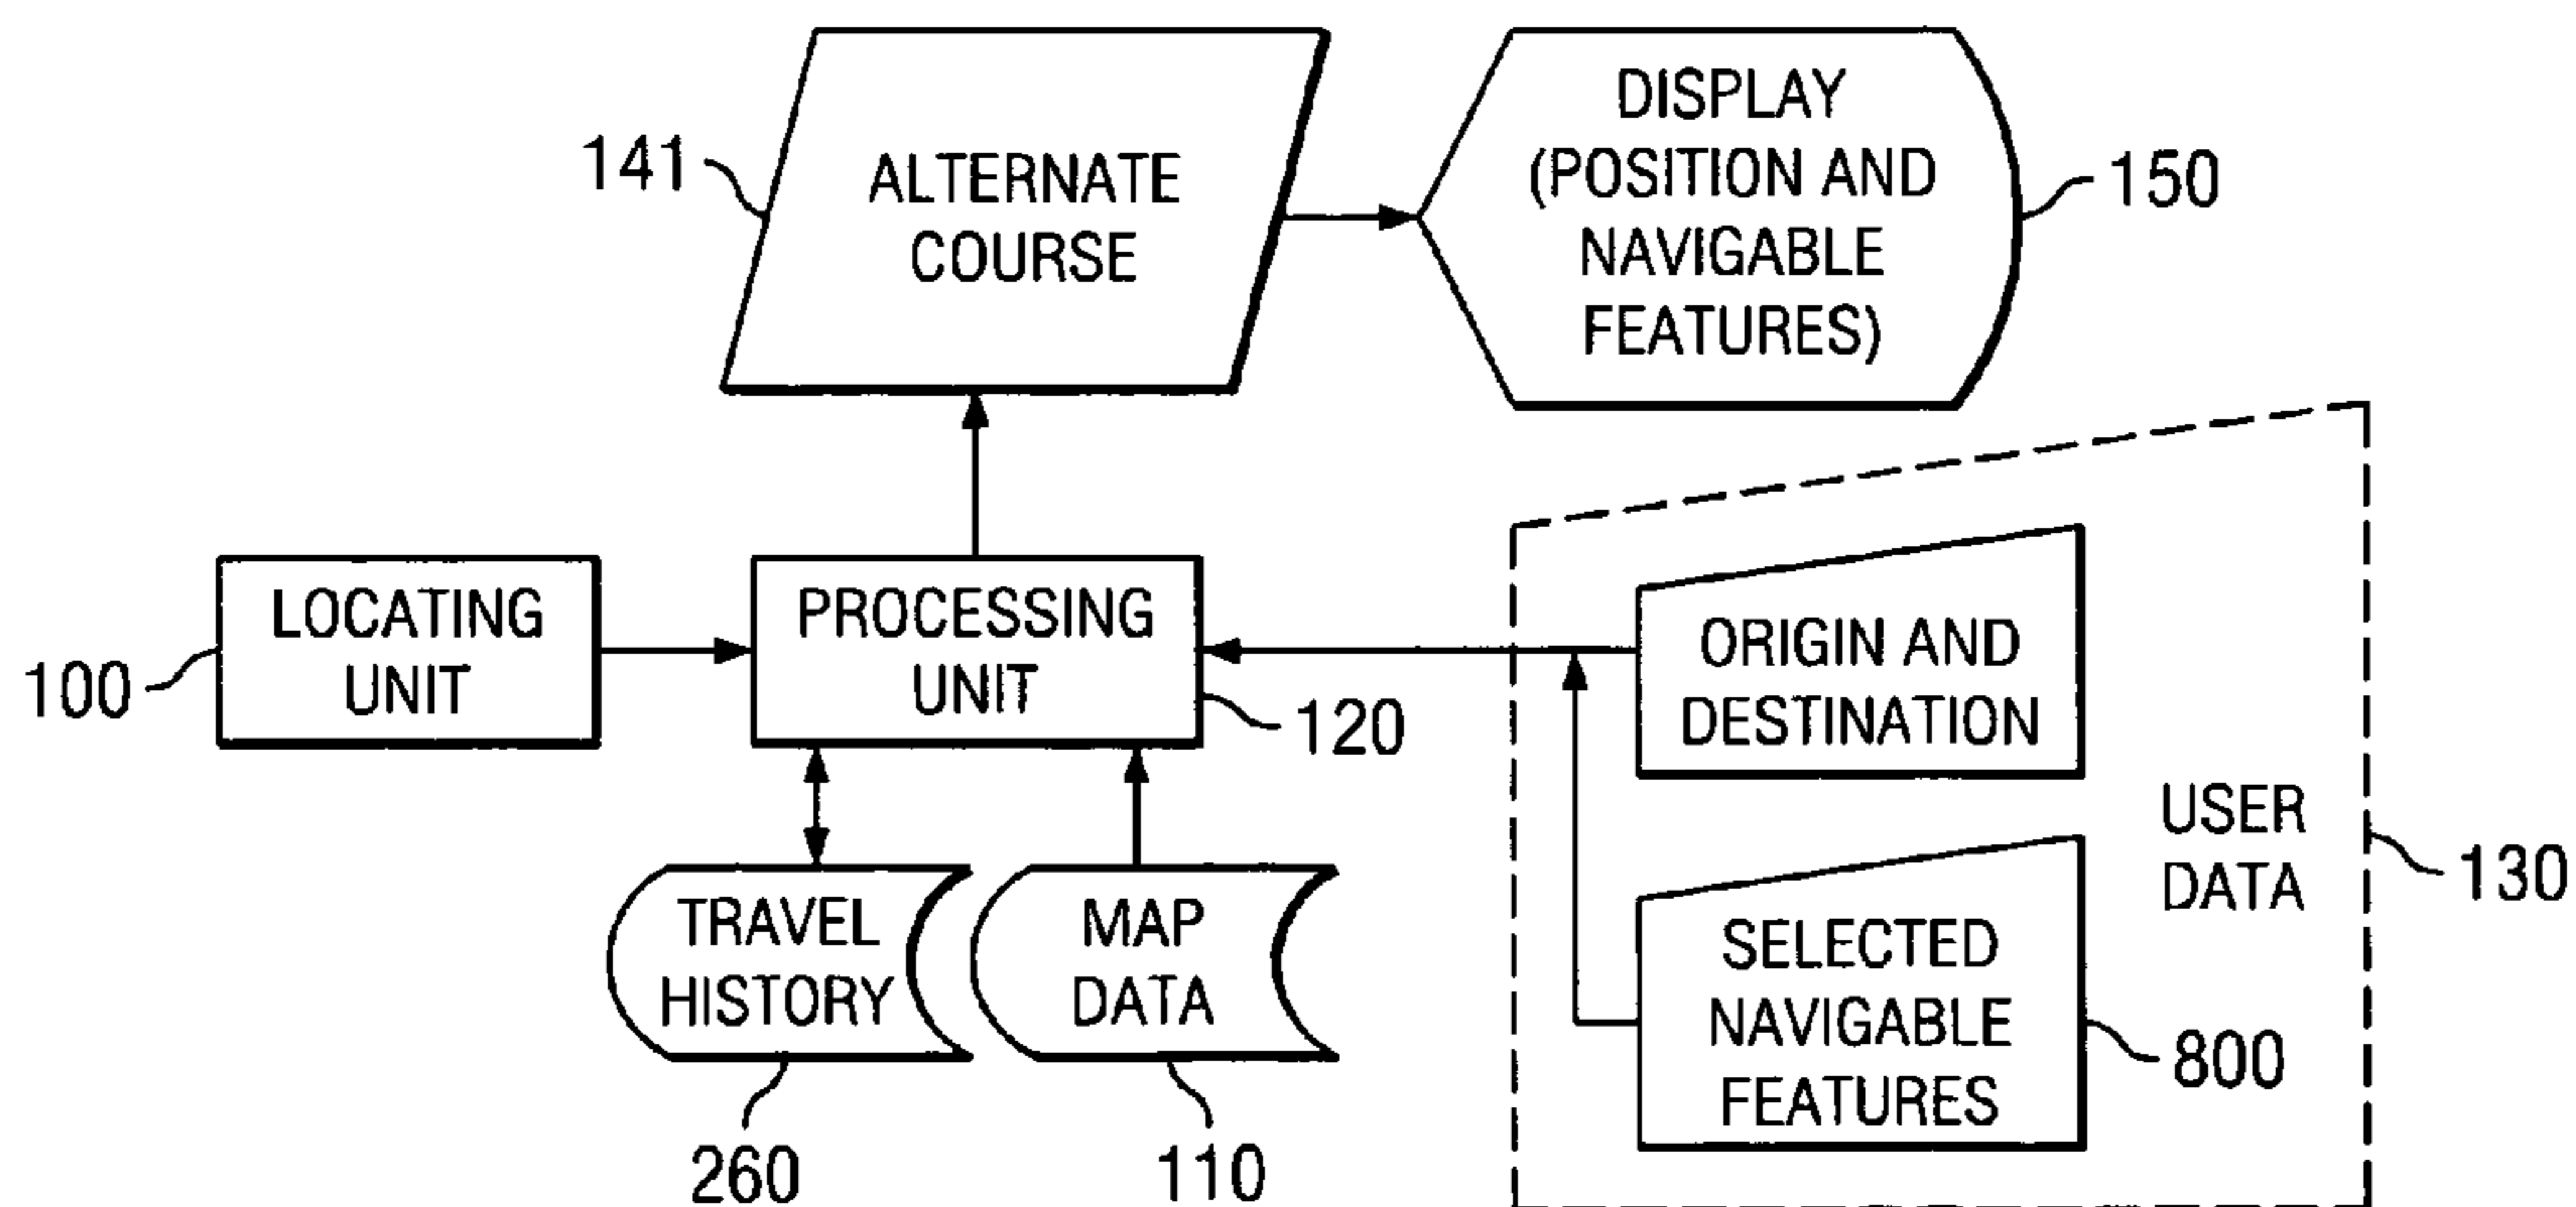 141
ALTERNATE
COURSE
DISPLAY
(POSITION AND
NAVIGABLE
FEATURES)
150
100
LOCATING
UNIT
PROCESSING
UNIT
120
ORIGIN AND
DESTINATION
USER
DATA
130
TRAVEL
HISTORY
260
MAP
DATA
110
SELECTED
NAVIGABLE
FEATURES
800